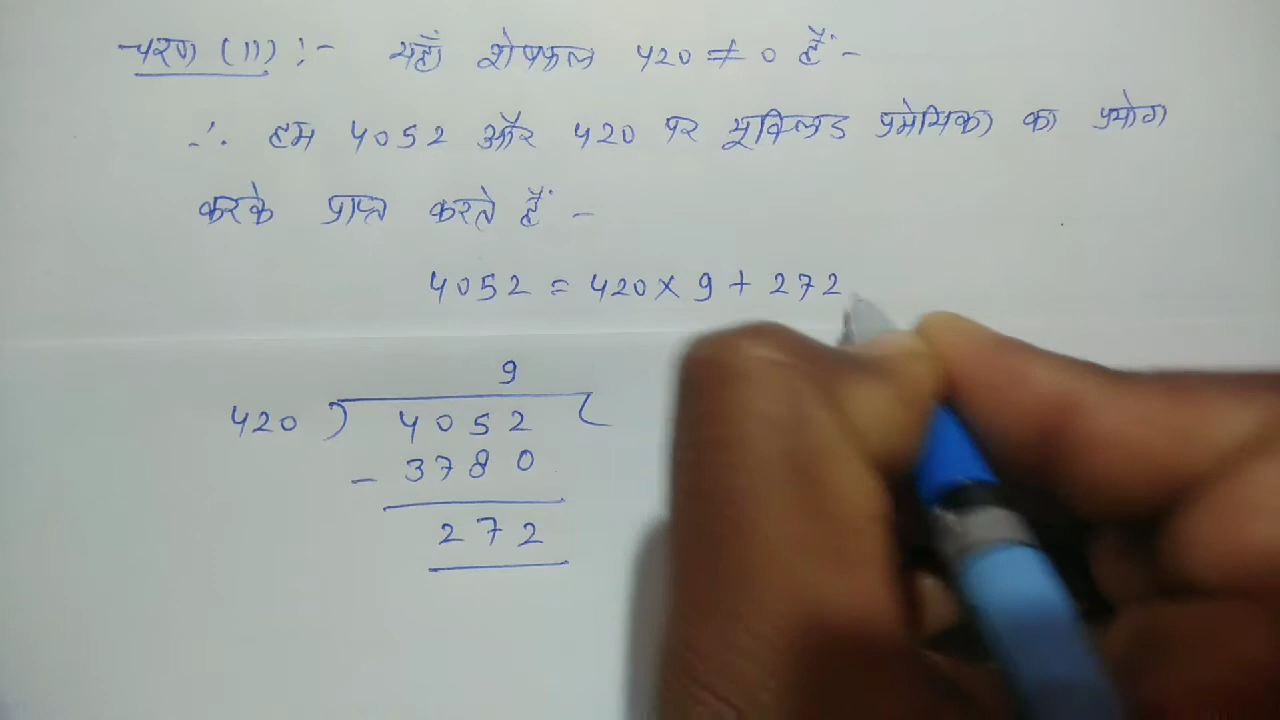 चरण (II) :- यहाँ शेषफल 420 ≠ 0 हैं -
∴ हम 4052 और 420 पर यूक्लिड प्रमेयिका का प्रयोग
करके प्राप्त करते हैं -
4052 = 420 × 9 + 272
9
420 ) 4052 (
- 3780
272